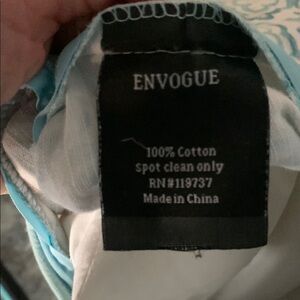 ENVOGUE
100% Cotton
spot clean only
RN#119737
Made in China